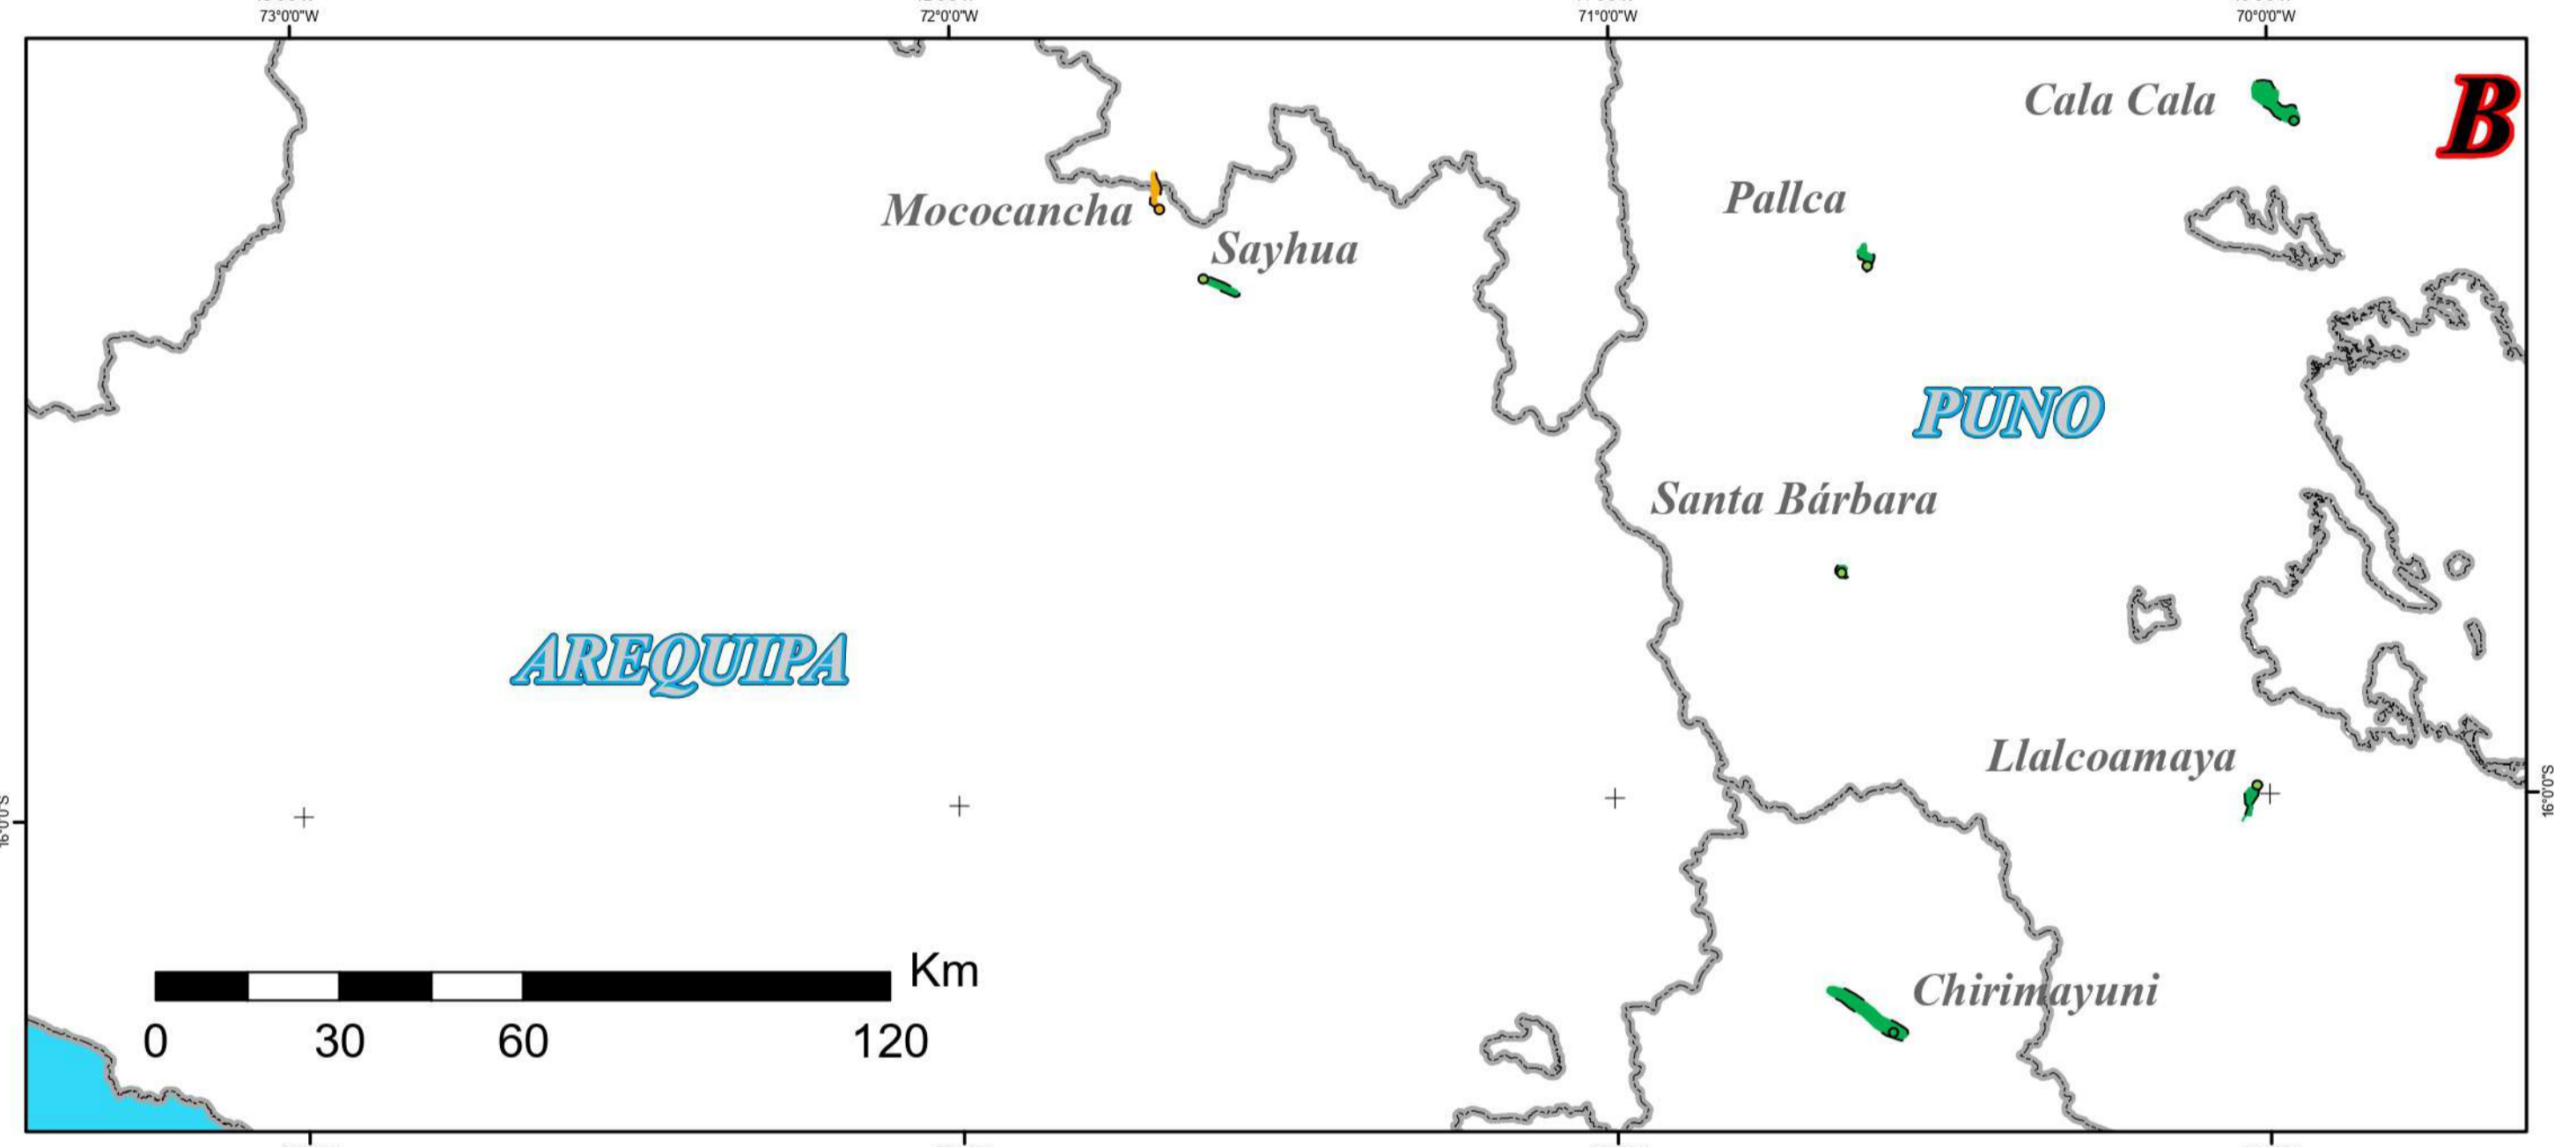 73°0'0"W
72°0'0"W
71°0'0"W
70°0'0"W
Cala Cala
B
Mococancha
Pallca
Sayhua
PUNO
Santa Bárbara
AREQUIPA
Llalcoamaya
16°0'0"S
16°0'0"S
Chirimayuni
Km
0 30 60 120